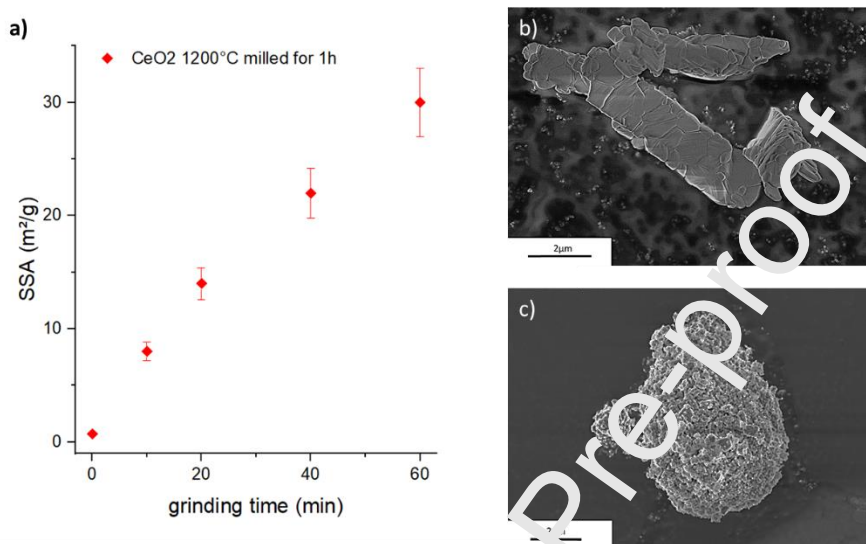 a)
CeO2 1200°C milled for 1h
30
20
10
0
SSA (m²/g)
0 20 40 60
grinding time (min)
b)
2µm
c)
Pre-proof